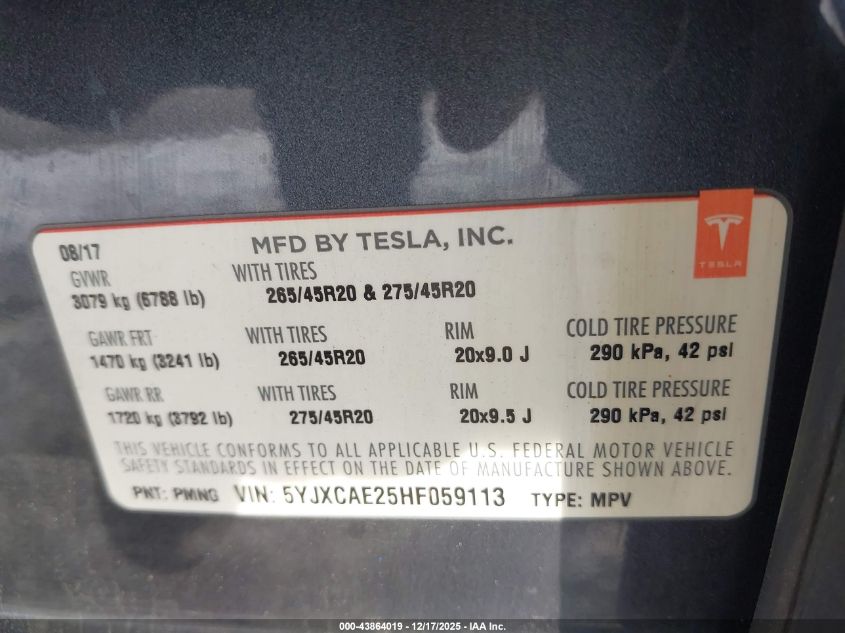 08/17 MFD BY TESLA, INC.
TESLA
GVWR WITH TIRES
3079 kg (6788 lb) 265/45R20 & 275/45R20
GAWR FRT WITH TIRES RIM COLD TIRE PRESSURE
1470 kg (3241 lb) 265/45R20 20x9.0 J 290 kPa, 42 psi
GAWR RR WITH TIRES RIM COLD TIRE PRESSURE
1720 kg (3792 lb) 275/45R20 20x9.5 J 290 kPa, 42 psi
THIS VEHICLE CONFORMS TO ALL APPLICABLE U.S. FEDERAL MOTOR VEHICLE
SAFETY STANDARDS IN EFFECT ON THE DATE OF MANUFACTURE SHOWN ABOVE.
PNT: PMNG VIN: 5YJXCAE25HF059113 TYPE: MPV
000-43864019 - 12/17/2025 - IAA Inc.